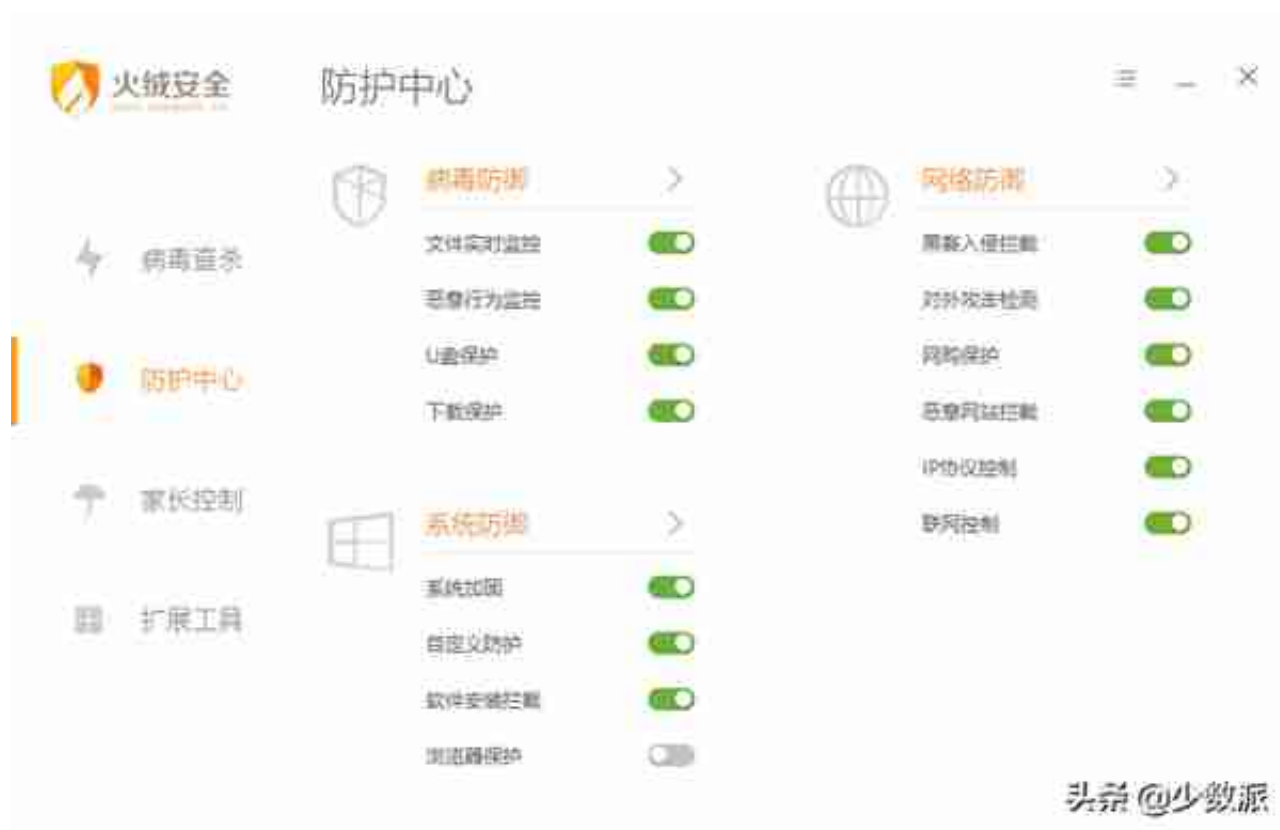 火绒安全
防护中心
病毒查杀
防护中心
家长控制
扩展工具
病毒防御
文件实时监控
恶意行为监控
U盘保护
下载保护
系统防御
系统加固
自定义防护
软件安装拦截
浏览器保护
网络防御
黑客入侵拦截
对外攻击检测
网购保护
恶意网站拦截
IP协议控制
联网控制
头条 @少数派